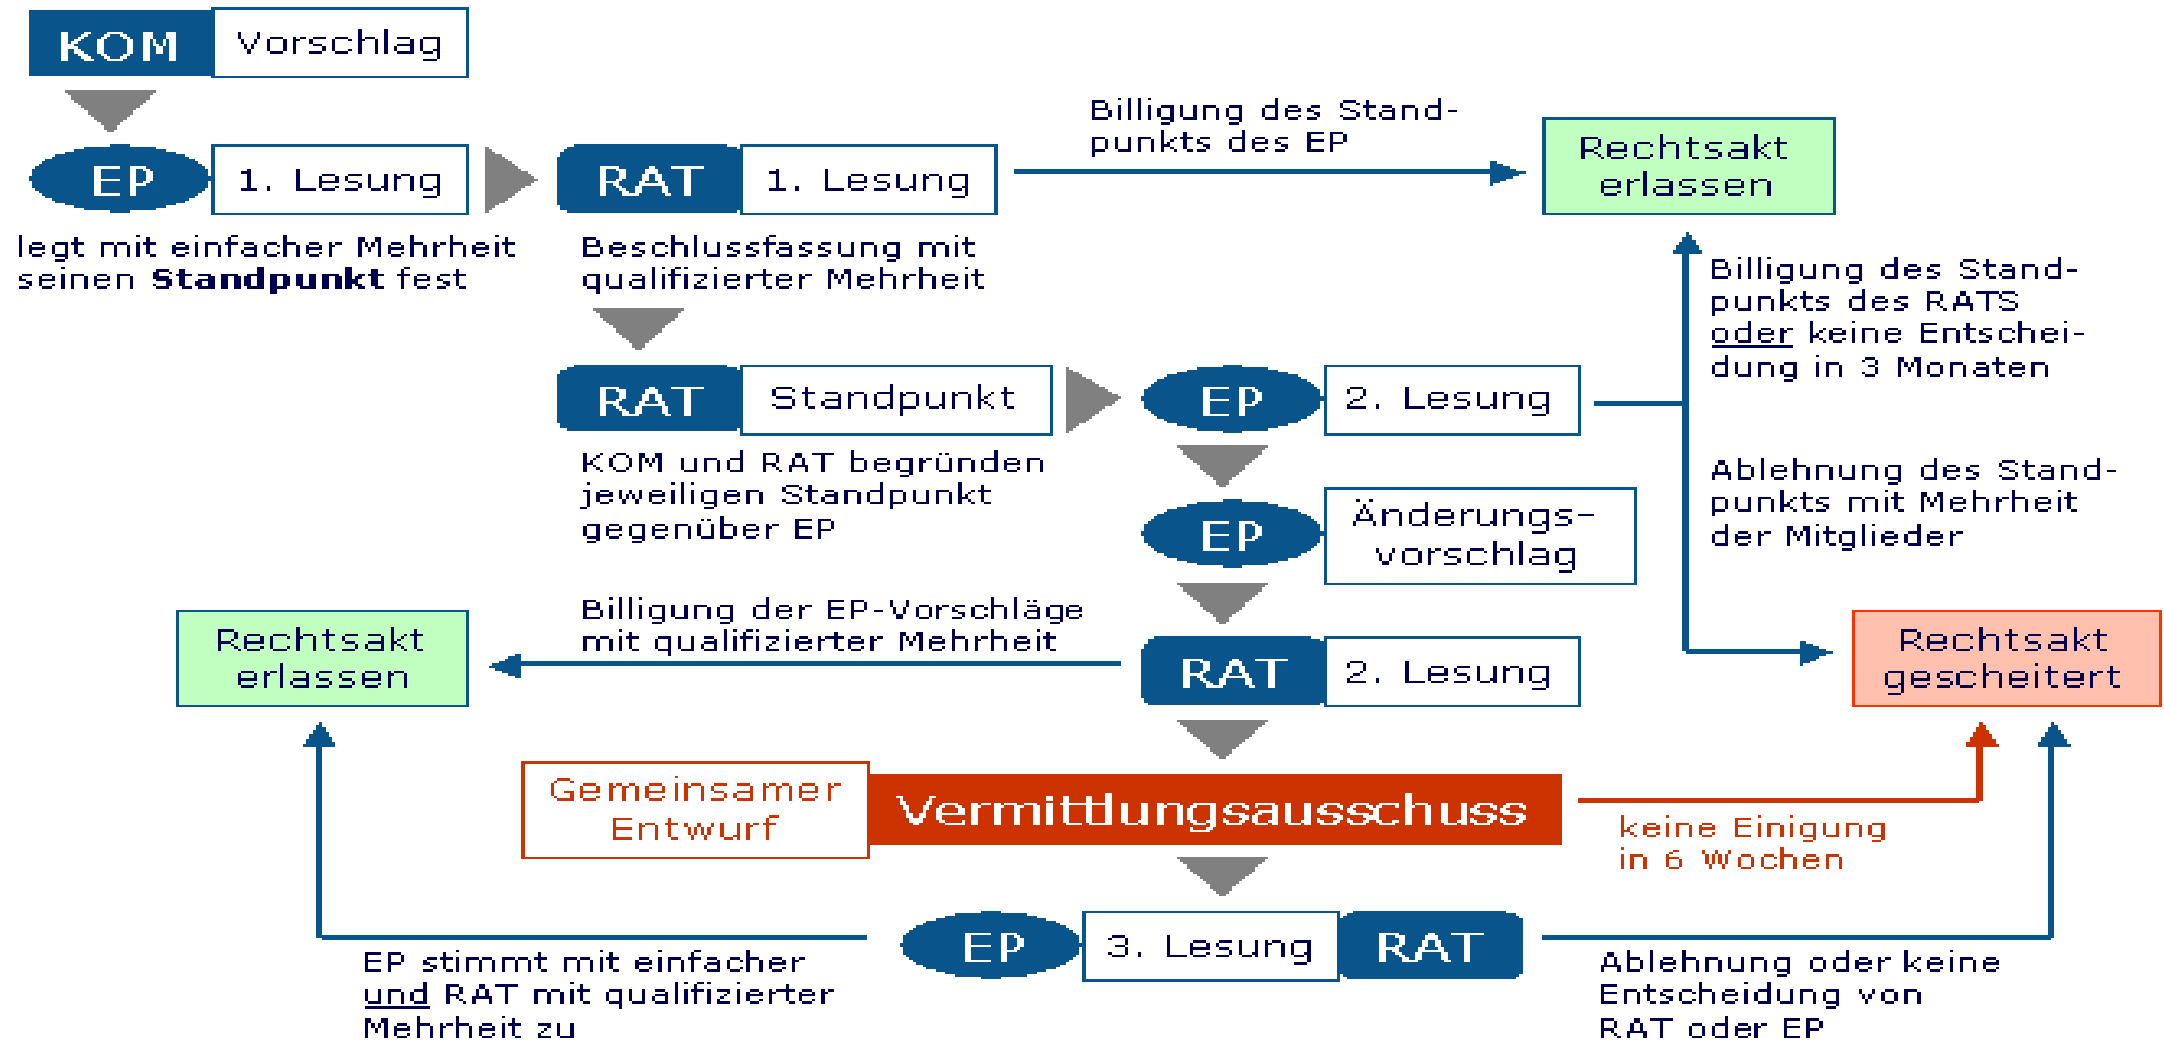 KOM Vorschlag
EP 1. Lesung
legt mit einfacher Mehrheit
seinen Standpunkt fest
RAT 1. Lesung
Beschlussfassung mit
qualifizierter Mehrheit
Billigung des Stand-
punkts des EP
Rechtsakt
erlassen
RAT Standpunkt
KOM und RAT begründen
jeweiligen Standpunkt
gegenüber EP
EP 2. Lesung
Billigung des Stand-
punkts des RATS
oder keine Entschei-
dung in 3 Monaten
Ablehnung des Stand-
punkts mit Mehrheit
der Mitglieder
EP Änderungs-
vorschlag
Rechtsakt
erlassen
Billigung der EP-Vorschläge
mit qualifizierter Mehrheit
RAT 2. Lesung
Rechtsakt
gescheitert
Gemeinsamer
Entwurf
Vermittlungsausschuss
keine Einigung
in 6 Wochen
EP 3. Lesung RAT
EP stimmt mit einfacher
und RAT mit qualifizierter
Mehrheit zu
Ablehnung oder keine
Entscheidung von
RAT oder EP